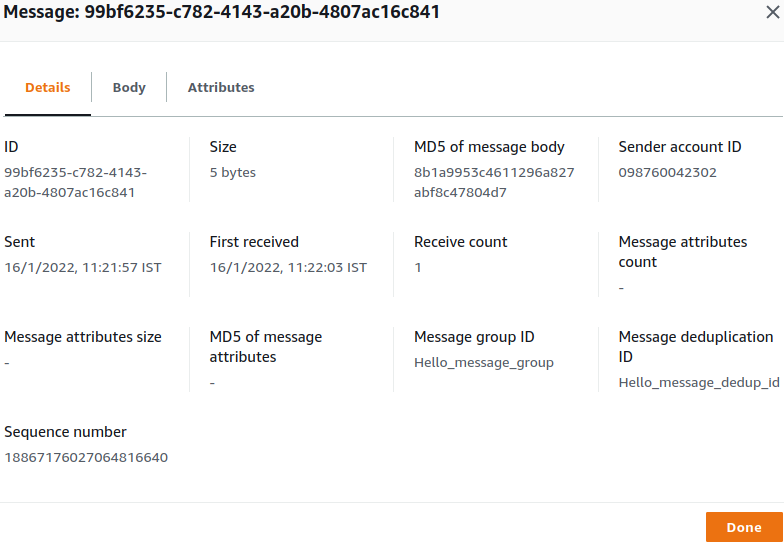 Message: 99bf6235-c782-4143-a20b-4807ac16c841
Details
Body
Attributes
ID
99bf6235-c782-4143-
a20b-4807ac16c841
Size
5 bytes
MD5 of message body
8b1a9953c4611296a827
abf8c47804d7
Sender account ID
098760042302
Sent
16/1/2022, 11:21:57 IST
First received
16/1/2022, 11:22:03 IST
Receive count
1
Message attributes
count
-
Message attributes size
-
MD5 of message
attributes
-
Message group ID
Hello_message_group
Message deduplication
ID
Hello_message_dedup_id
Sequence number
18867176027064816640
Done